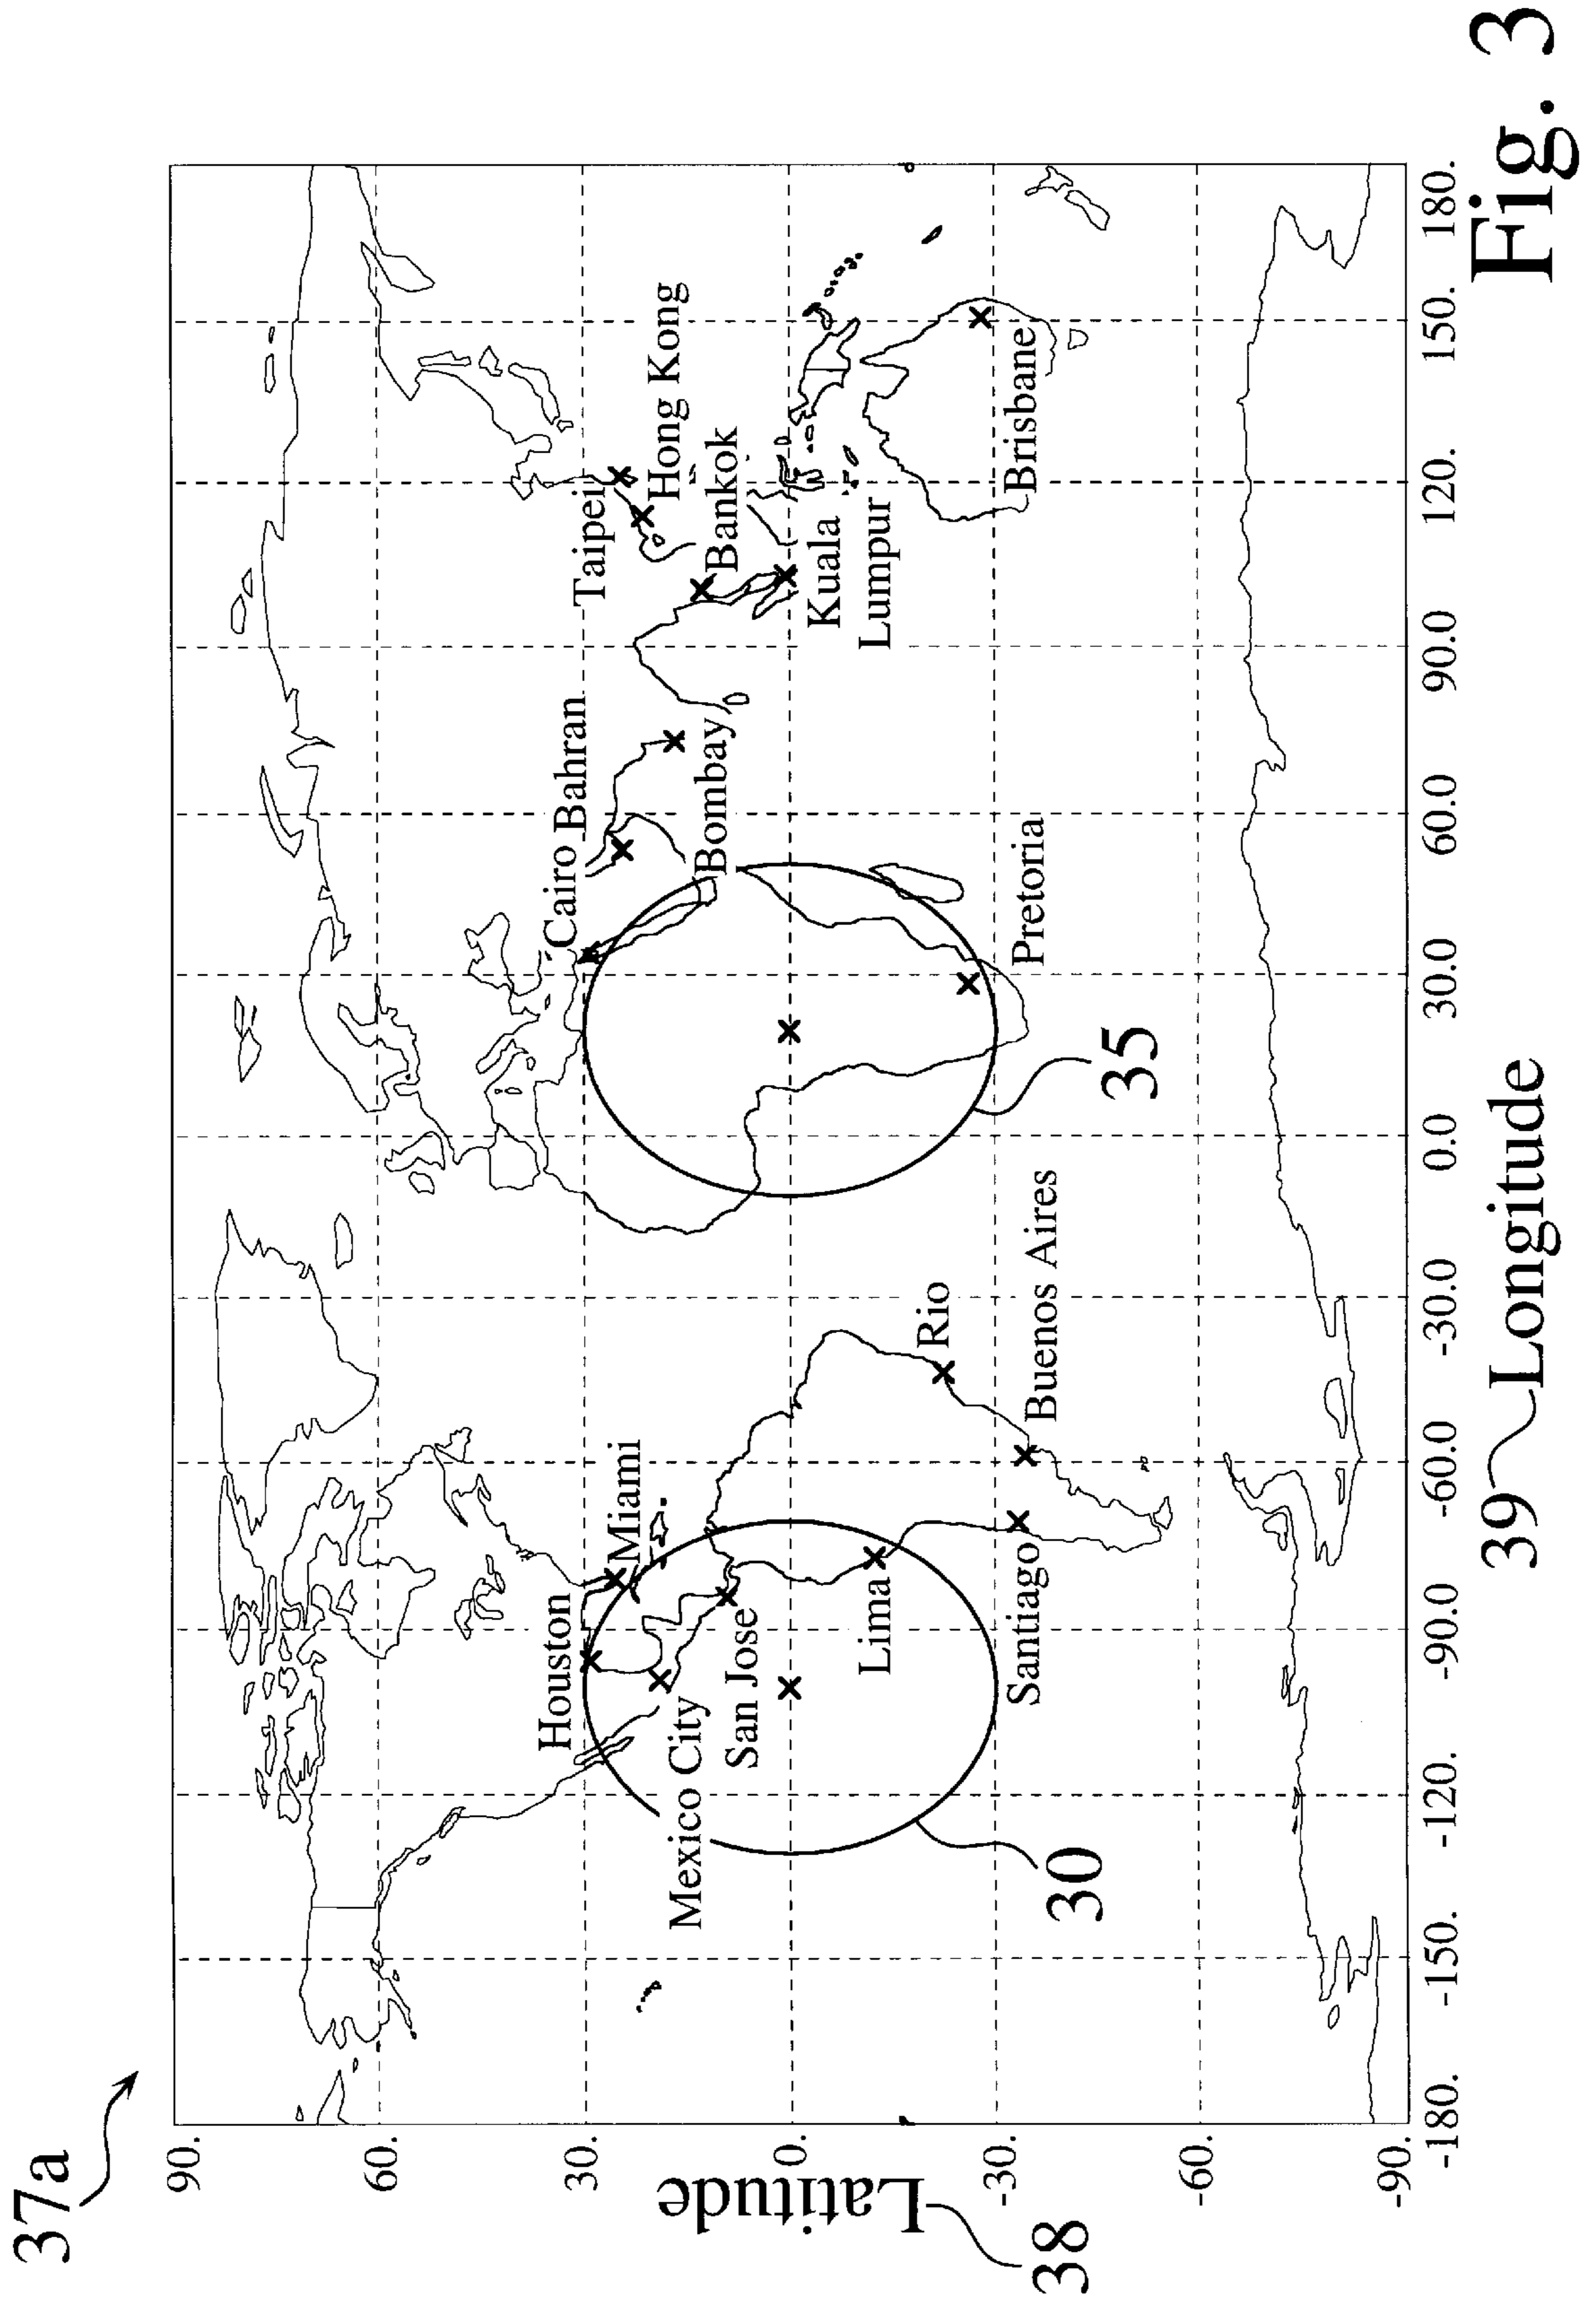 37a
90.
60.
30.
0.
-30.
-60.
-90.
Latitude
38
Houston
Miami
Mexico City
San Jose
Lima
Santiago
Rio
Buenos Aires
30
Cairo Bahran
Bombay
Pretoria
35
Taipei
Hong Kong
Bankok
Kuala
Lumpur
Brisbane
-180.
-150.
-120.
-90.0
-60.0
-30.0
0.0
30.0
60.0
90.0
120.
150.
180.
39 Longitude
Fig. 3